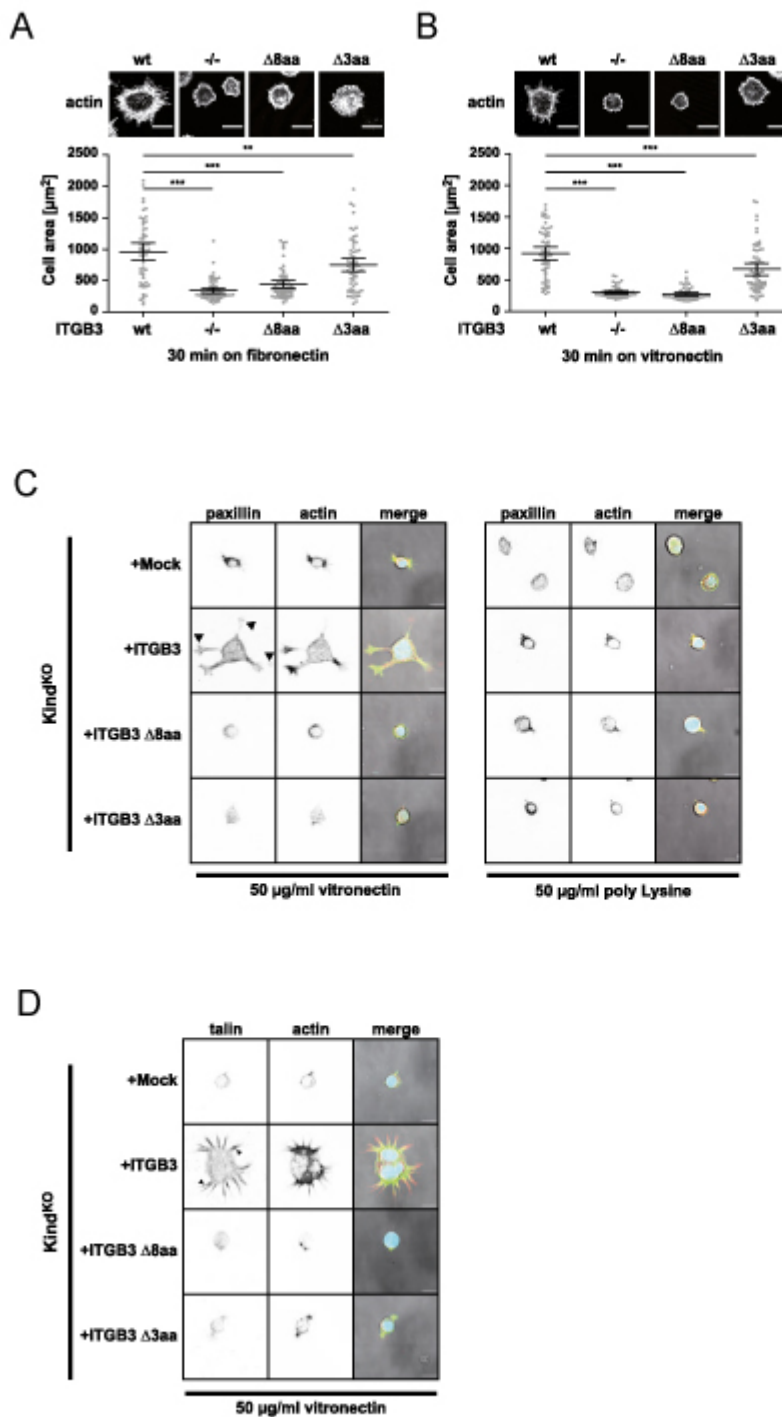 A
wt -/- Δ8aa Δ3aa
actin
**
***
***
2500
2000
1500
1000
500
0
Cell area [µm²]
ITGB3 wt -/- Δ8aa Δ3aa
30 min on fibronectin
B
wt -/- Δ8aa Δ3aa
actin
***
***
***
2500
2000
1500
1000
500
0
Cell area [µm²]
ITGB3 wt -/- Δ8aa Δ3aa
30 min on vitronectin
C
paxillin actin merge
paxillin actin merge
Kind KO
+Mock
+ITGB3
+ITGB3 Δ8aa
+ITGB3 Δ3aa
50 µg/ml vitronectin
50 µg/ml poly Lysine
D
talin actin merge
Kind KO
+Mock
+ITGB3
+ITGB3 Δ8aa
+ITGB3 Δ3aa
50 µg/ml vitronectin